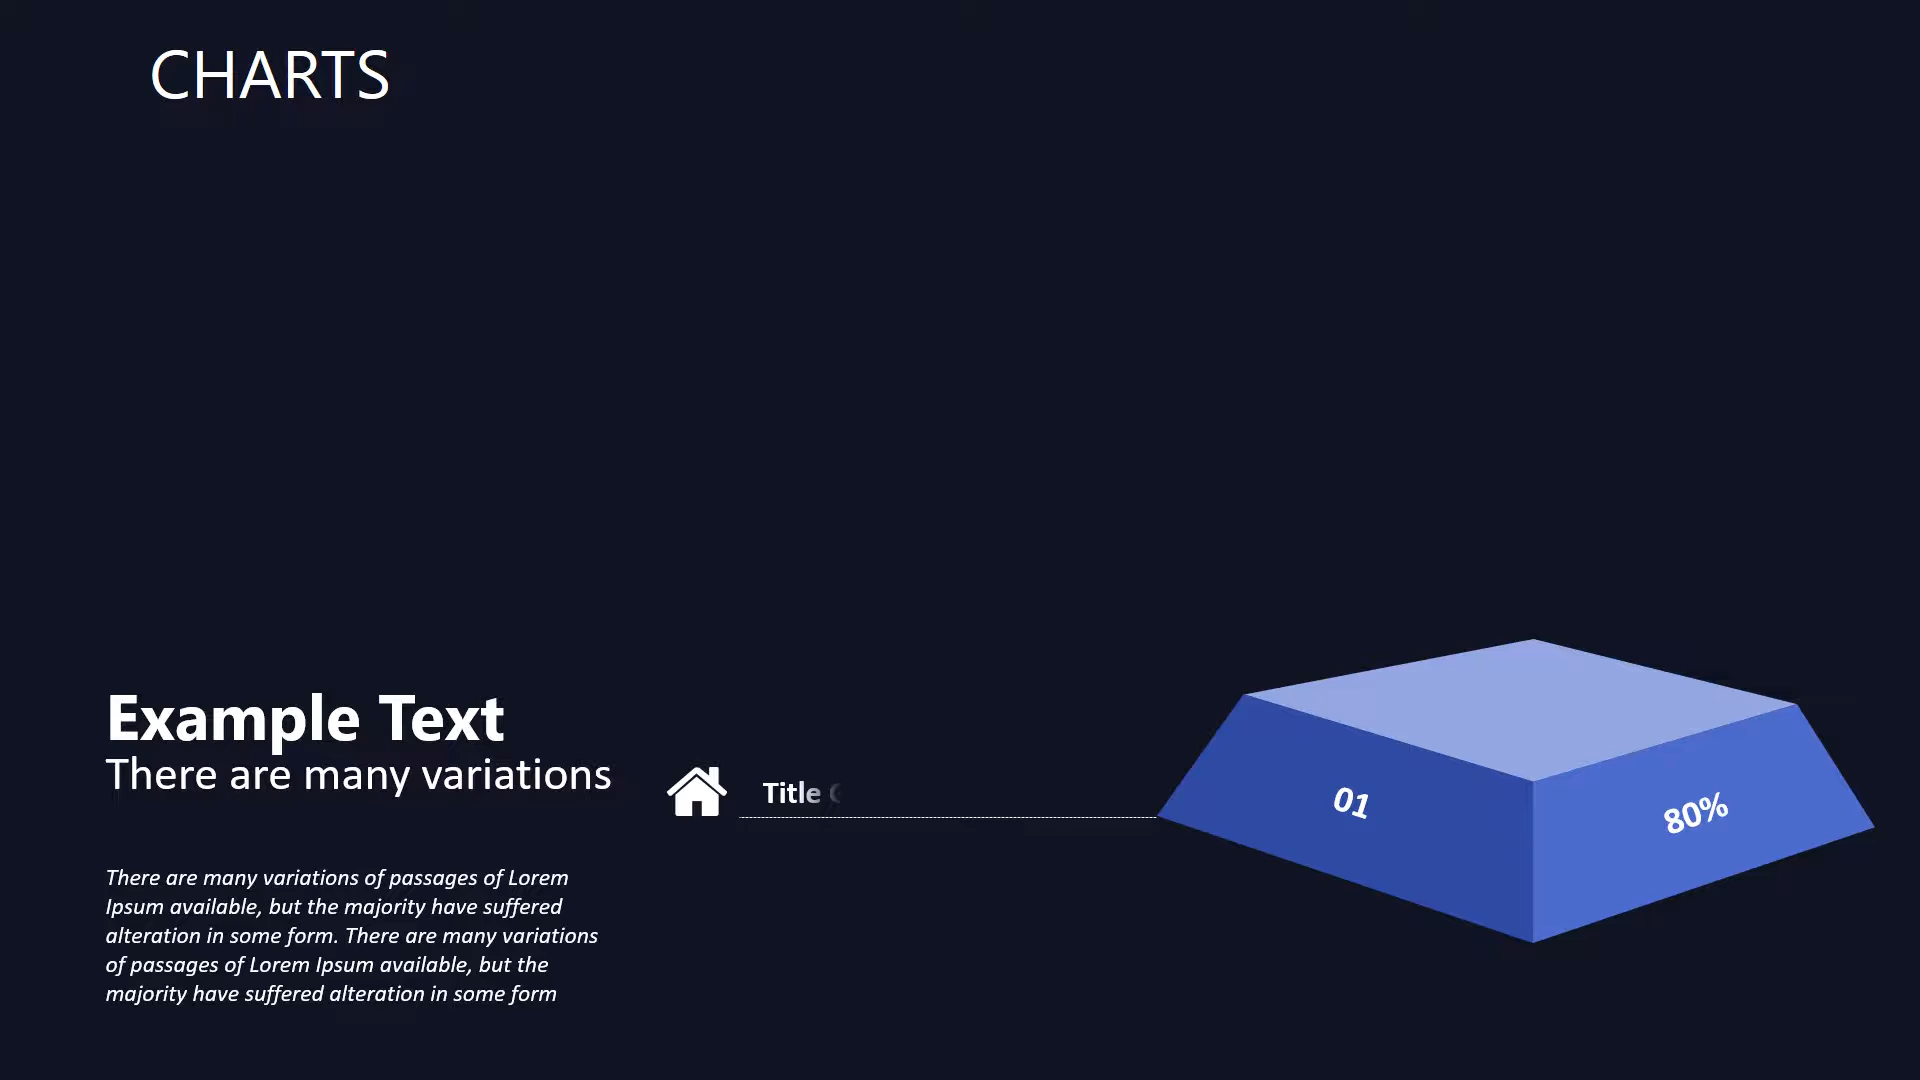 CHARTS
Example Text
There are many variations
Title
01
80%
There are many variations of passages of Lorem
Ipsum available, but the majority have suffered
alteration in some form. There are many variations
of passages of Lorem Ipsum available, but the
majority have suffered alteration in some form